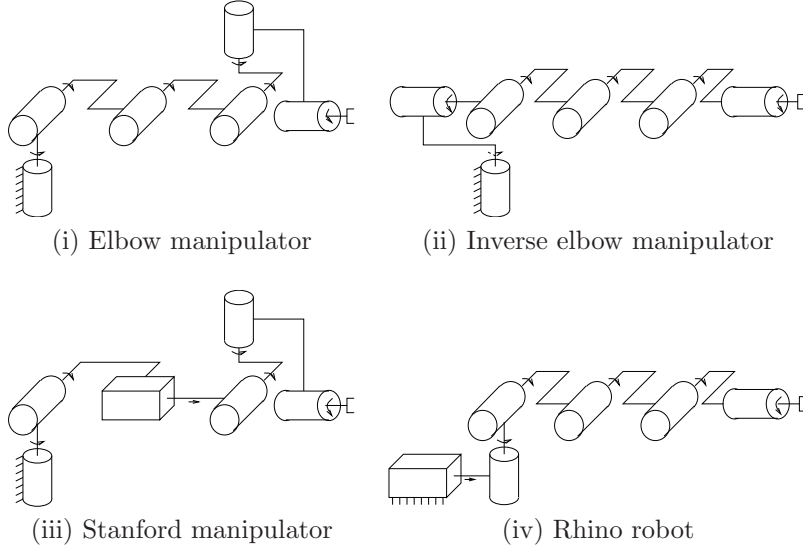 (i) Elbow manipulator
(ii) Inverse elbow manipulator
(iii) Stanford manipulator
(iv) Rhino robot